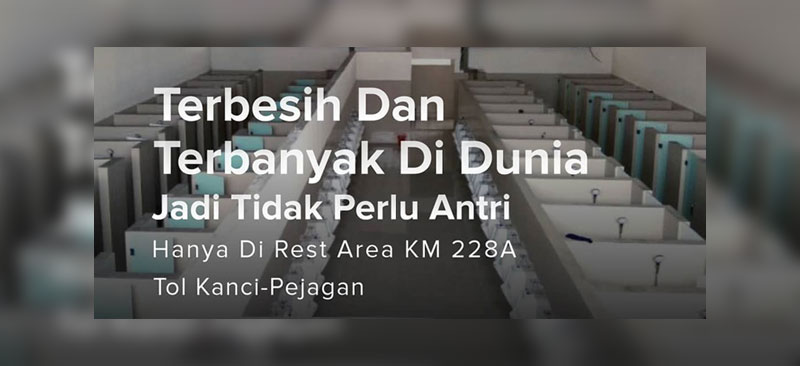 Terbesih Dan
Terbanyak Di Dunia
Jadi Tidak Perlu Antri
Hanya Di Rest Area KM 228A
Tol Kanci-Pejagan